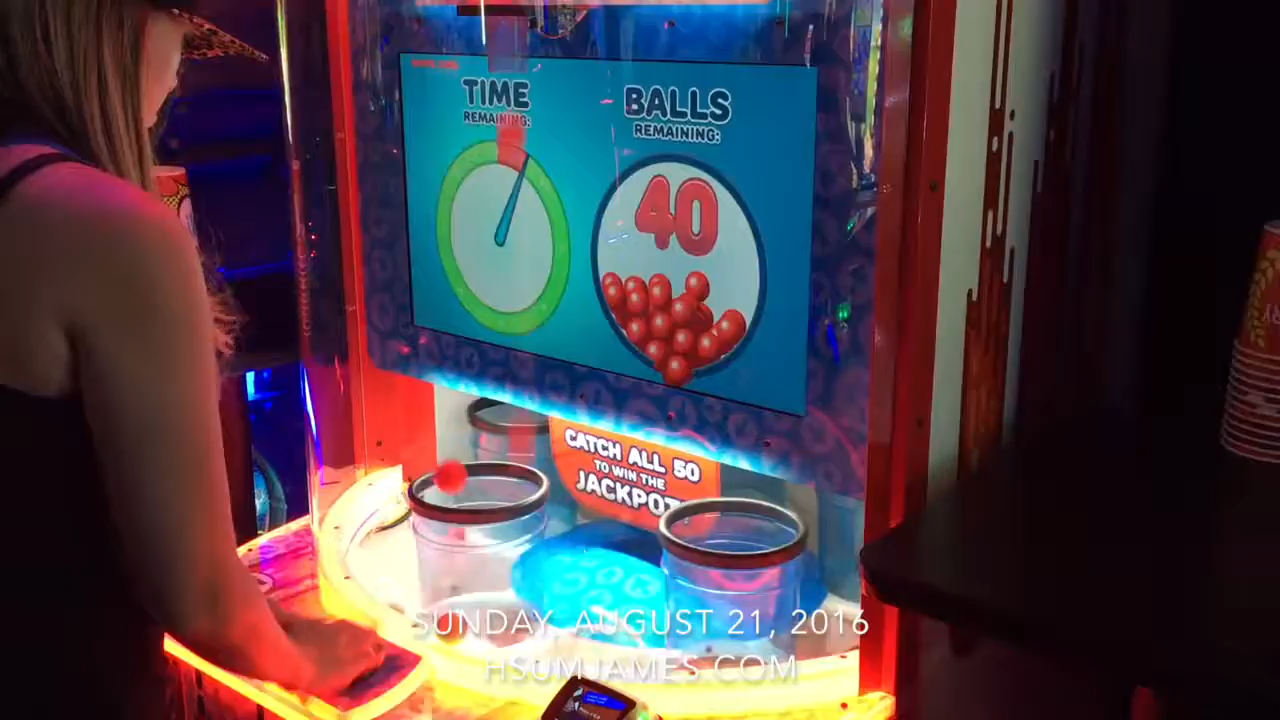 TIME
REMAINING:
BALLS
REMAINING:
40
CATCH ALL 50
TO WIN THE
JACKPOT
SUNDAY, AUGUST 21, 2016
HSUMJAMES.COM